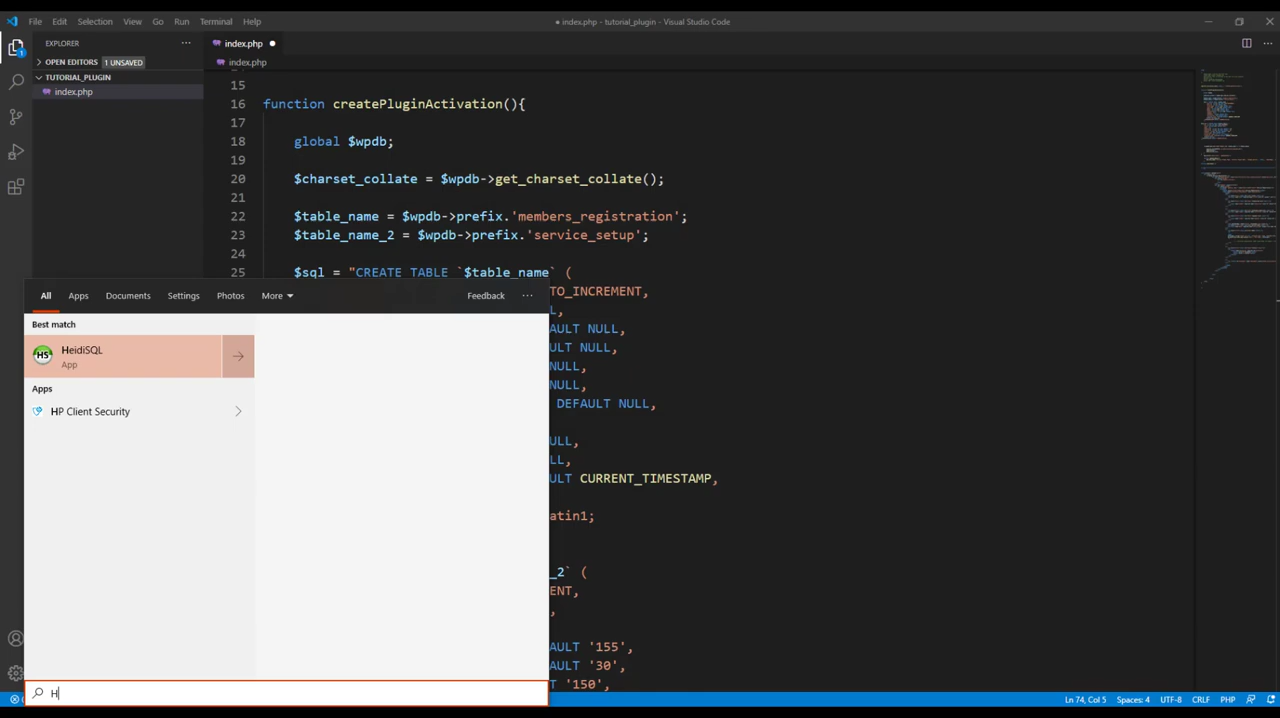 File Edit Selection View Go Run Terminal Help
● index.php - tutorial_plugin - Visual Studio Code
EXPLORER
OPEN EDITORS 1 UNSAVED
TUTORIAL_PLUGIN
index.php
index.php ●
index.php
15
16 function createPluginActivation(){
17
18 global $wpdb;
19
20 $charset_collate = $wpdb->get_charset_collate();
21
22 $table_name = $wpdb->prefix.'members_registration';
23 $table_name_2 = $wpdb->prefix.'service_setup';
24
25 $sql = "CREATE TABLE `$table_name` (
TO_INCREMENT,
L,
AULT NULL,
ULT NULL,
NULL,
NULL,
DEFAULT NULL,
ULL,
LL,
ULT CURRENT_TIMESTAMP,
atin1;
_2` (
ENT,
,
AULT '155',
AULT '30',
T '150',
All Apps Documents Settings Photos More Feedback ...
Best match
HeidiSQL
App
Apps
HP Client Security
H
1
Ln 74, Col 5 Spaces: 4 UTF-8 CRLF PHP